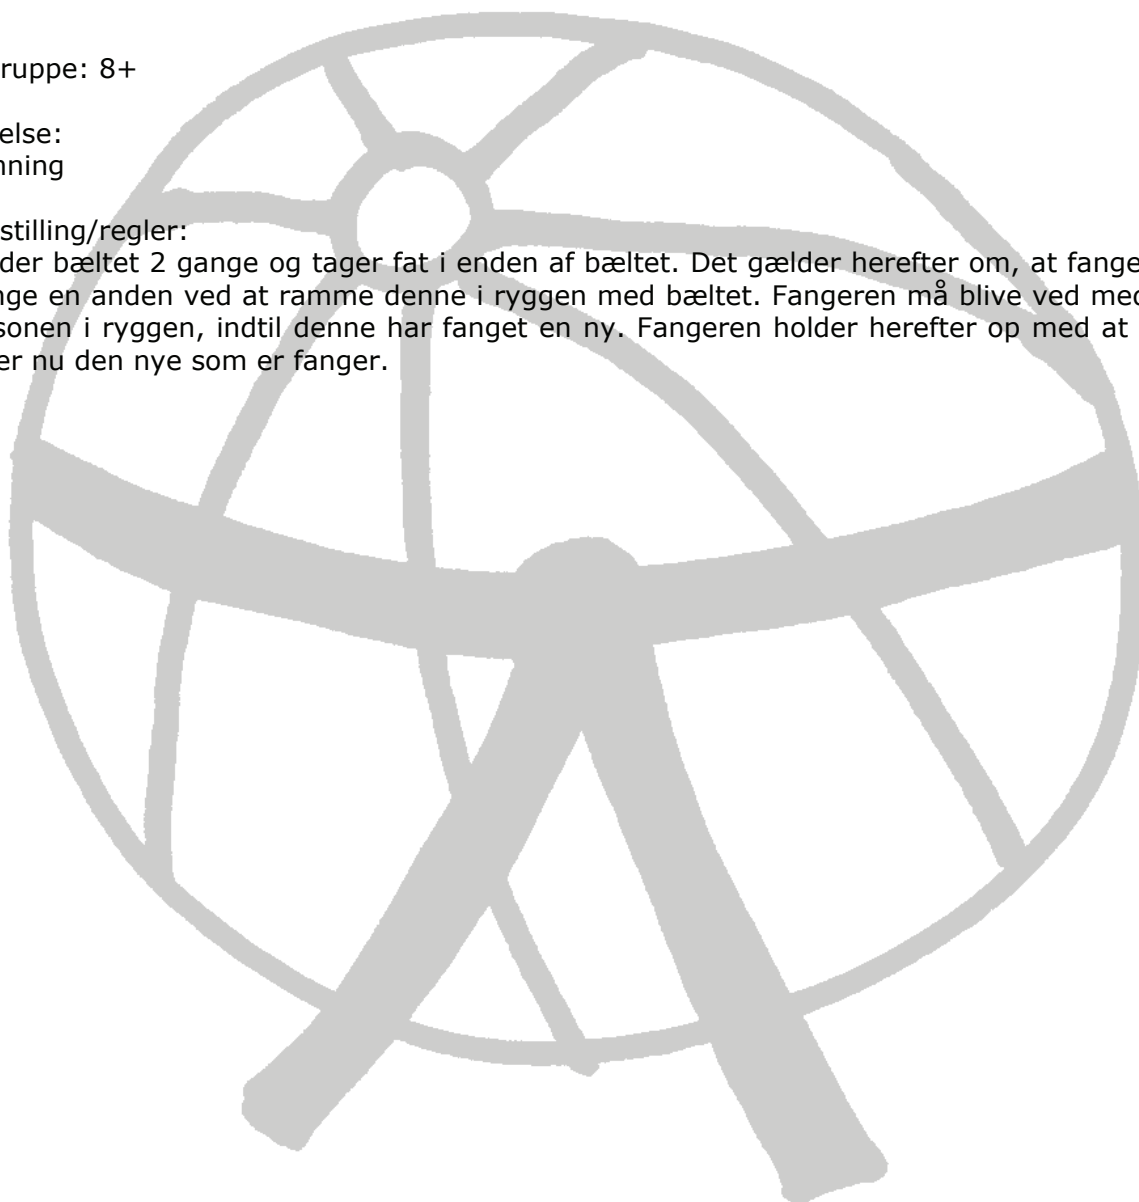 ruppe: 8+
else:
nning
stilling/regler:
der bæltet 2 gange og tager fat i enden af bæltet. Det gælder herefter om, at fange
nge en anden ved at ramme denne i ryggen med bæltet. Fangeren må blive ved med
sonen i ryggen, indtil denne har fanget en ny. Fangeren holder herefter op med at
er nu den nye som er fanger.